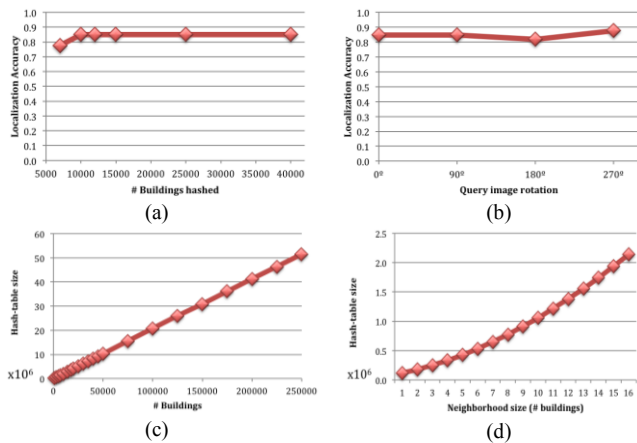 1.0
0.9
0.8
0.7
0.6
0.5
0.4
0.3
0.2
0.1
0.0
Localization Accuracy
5000 10000 15000 20000 25000 30000 35000 40000
# Buildings hashed
(a)
1.0
0.9
0.8
0.7
0.6
0.5
0.4
0.3
0.2
0.1
0.0
Localization Accuracy
0º 90º 180º 270º
Query image rotation
(b)
60
50
40
30
20
10
0
x10⁶
Hash-table size
0 50000 100000 150000 200000 250000
# Buildings
(c)
2.5
2.0
1.5
1.0
0.5
0.0
x10⁶
Hash-table size
1 2 3 4 5 6 7 8 9 10 11 12 13 14 15 16
Neighborhood size (# buildings)
(d)